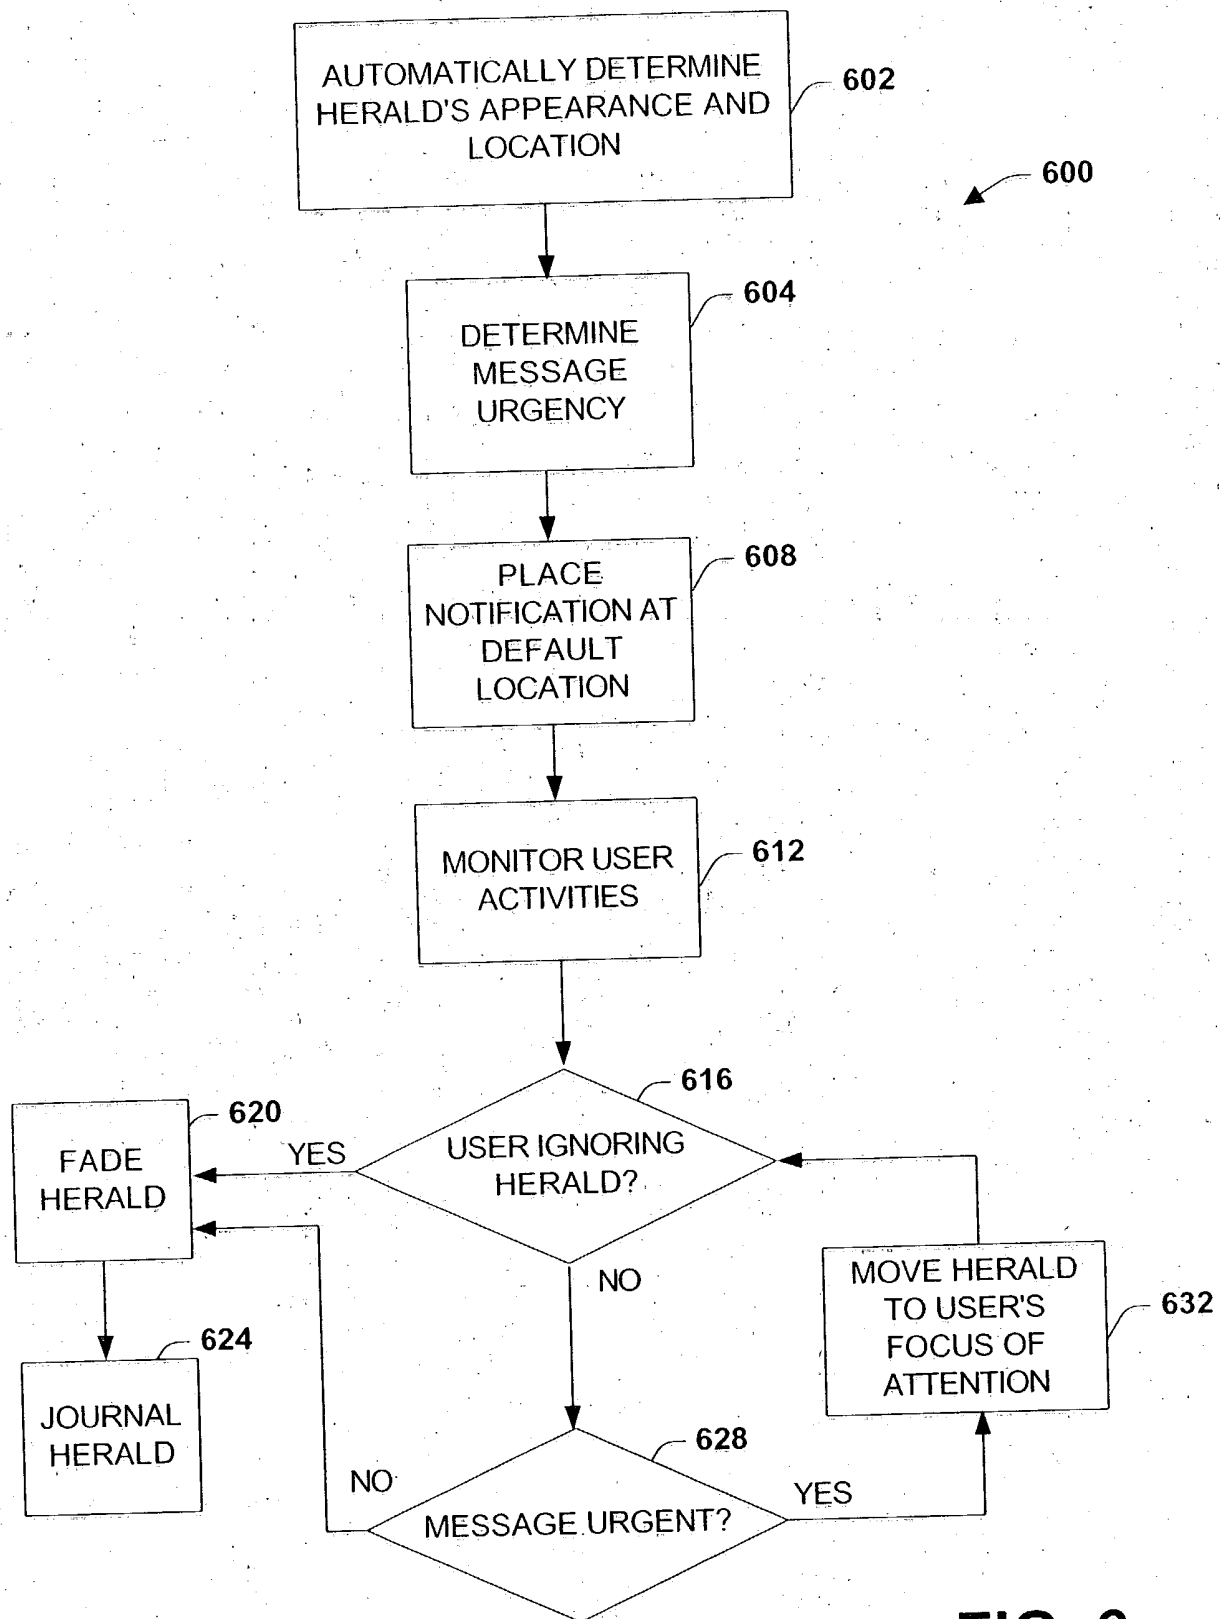 AUTOMATICALLY DETERMINE
HERALD'S APPEARANCE AND
LOCATION
602
600
604
DETERMINE
MESSAGE
URGENCY
608
PLACE
NOTIFICATION AT
DEFAULT
LOCATION
612
MONITOR USER
ACTIVITIES
616
USER IGNORING
HERALD?
YES
NO
620
FADE
HERALD
624
JOURNAL
HERALD
632
MOVE HERALD
TO USER'S
FOCUS OF
ATTENTION
628
MESSAGE URGENT?
NO
YES
FIG.